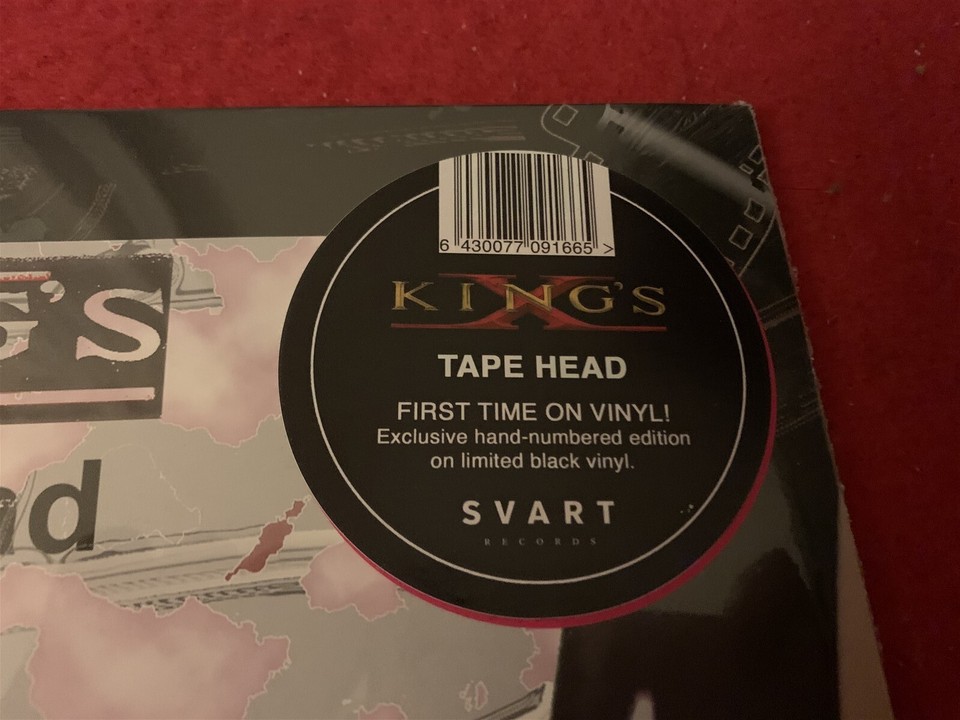 6 430077 091665 >
KING'S X
TAPE HEAD
FIRST TIME ON VINYL!
Exclusive hand-numbered edition
on limited black vinyl.
SVART
RECORDS
G'S
d